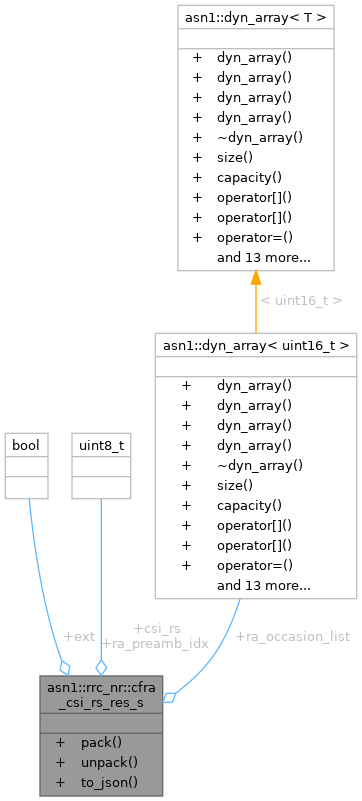 asn1::dyn_array< T >
+ dyn_array()
+ dyn_array()
+ dyn_array()
+ dyn_array()
+ ~dyn_array()
+ size()
+ capacity()
+ operator[]()
+ operator[]()
+ operator=()
and 13 more...
< uint16_t >
asn1::dyn_array< uint16_t >
+ dyn_array()
+ dyn_array()
+ dyn_array()
+ dyn_array()
+ ~dyn_array()
+ size()
+ capacity()
+ operator[]()
+ operator[]()
+ operator=()
and 13 more...
bool
uint8_t
+ext
+csi_rs
+ra_preamb_idx
+ra_occasion_list
asn1::rrc_nr::cfra
_csi_rs_res_s
+ pack()
+ unpack()
+ to_json()